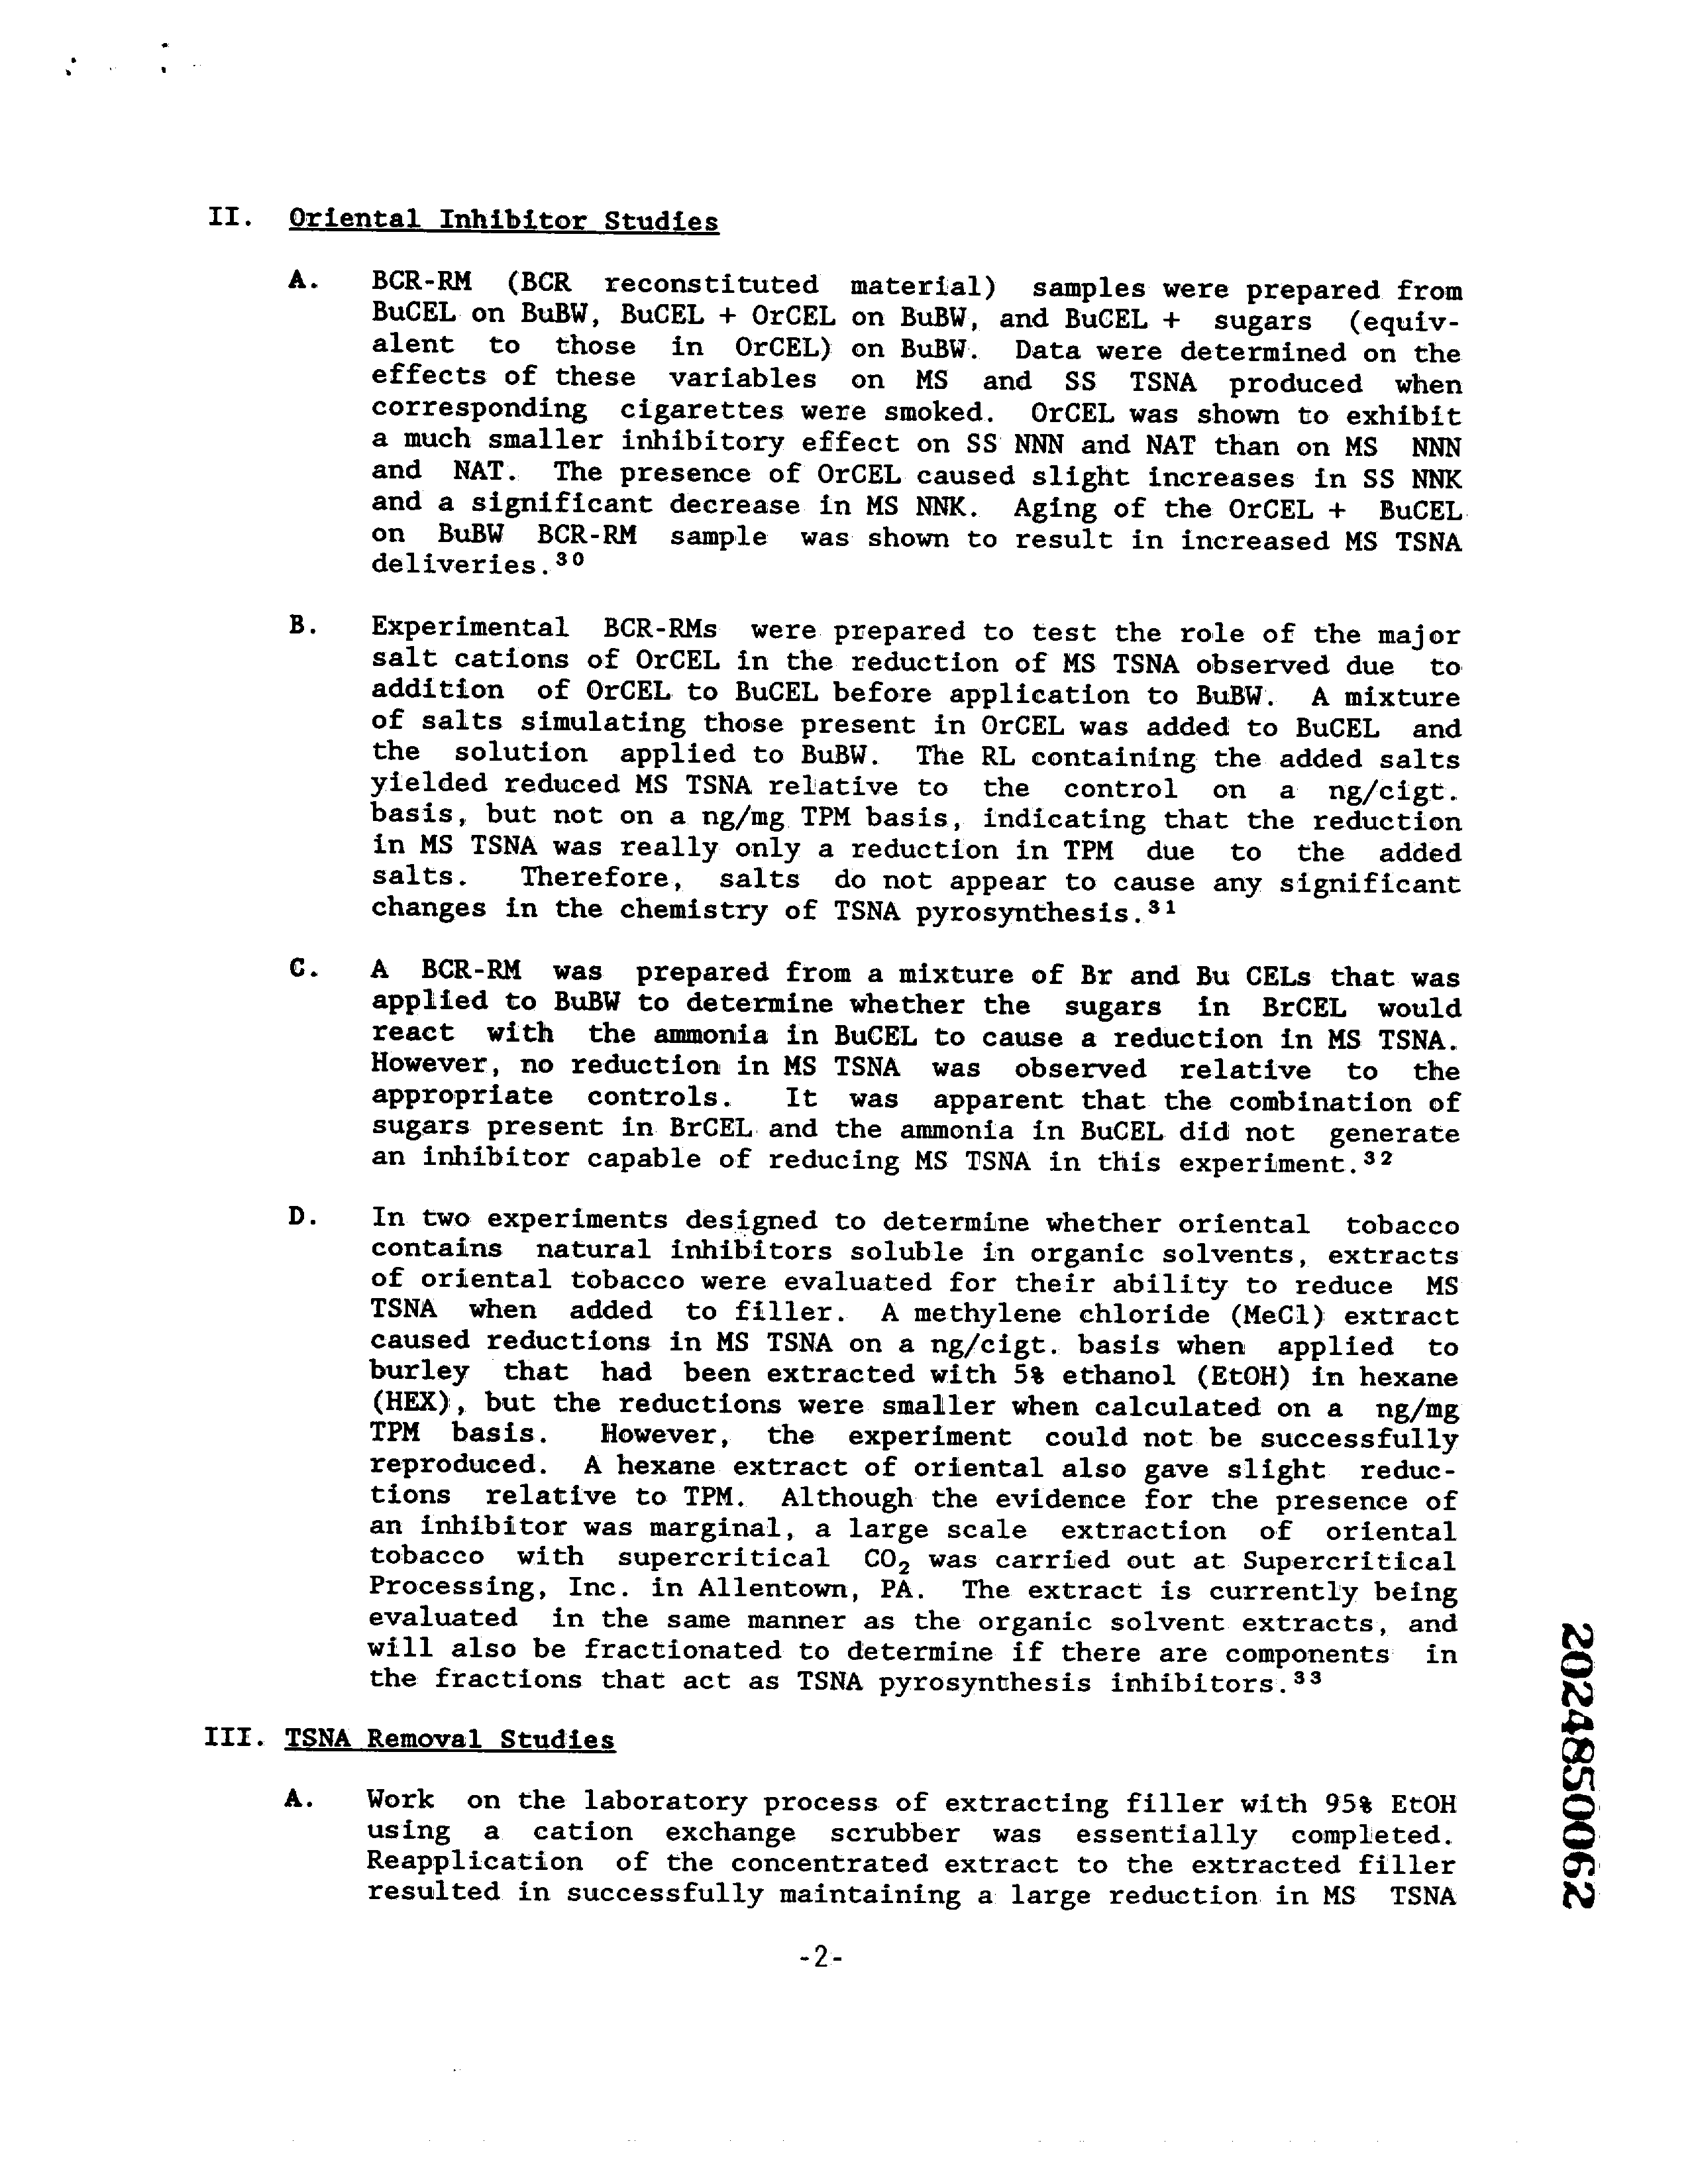 II. Oriental Inhibitor Studies
A. BCR-RM (BCR reconstituted material) samples were prepared from
BuCEL on BuBW, BuCEL + OrCEL on BuBW, and BuCEL + sugars (equiv-
alent to those in OrCEL) on BuBW. Data were determined on the
effects of these variables on MS and SS TSNA produced when
corresponding cigarettes were smoked. OrCEL was shown to exhibit
a much smaller inhibitory effect on SS NNN and NAT than on MS NNN
and NAT. The presence of OrCEL caused slight increases in SS NNK
and a significant decrease in MS NNK. Aging of the OrCEL + BuCEL
on BuBW BCR-RM sample was shown to result in increased MS TSNA
deliveries.30
B. Experimental BCR-RMs were prepared to test the role of the major
salt cations of OrCEL in the reduction of MS TSNA observed due to
addition of OrCEL to BuCEL before application to BuBW. A mixture
of salts simulating those present in OrCEL was added to BuCEL and
the solution applied to BuBW. The RL containing the added salts
yielded reduced MS TSNA relative to the control on a ng/cigt.
basis, but not on a ng/mg TPM basis, indicating that the reduction
in MS TSNA was really only a reduction in TPM due to the added
salts. Therefore, salts do not appear to cause any significant
changes in the chemistry of TSNA pyrosynthesis.31
C. A BCR-RM was prepared from a mixture of Br and Bu CELs that was
applied to BuBW to determine whether the sugars in BrCEL would
react with the ammonia in BuCEL to cause a reduction in MS TSNA.
However, no reduction in MS TSNA was observed relative to the
appropriate controls. It was apparent that the combination of
sugars present in BrCEL and the ammonia in BuCEL did not generate
an inhibitor capable of reducing MS TSNA in this experiment.32
D. In two experiments designed to determine whether oriental tobacco
contains natural inhibitors soluble in organic solvents, extracts
of oriental tobacco were evaluated for their ability to reduce MS
TSNA when added to filler. A methylene chloride (MeCl) extract
caused reductions in MS TSNA on a ng/cigt. basis when applied to
burley that had been extracted with 5% ethanol (EtOH) in hexane
(HEX), but the reductions were smaller when calculated on a ng/mg
TPM basis. However, the experiment could not be successfully
reproduced. A hexane extract of oriental also gave slight reduc-
tions relative to TPM. Although the evidence for the presence of
an inhibitor was marginal, a large scale extraction of oriental
tobacco with supercritical CO2 was carried out at Supercritical
Processing, Inc. in Allentown, PA. The extract is currently being
evaluated in the same manner as the organic solvent extracts, and
will also be fractionated to determine if there are components in
the fractions that act as TSNA pyrosynthesis inhibitors.33
III. TSNA Removal Studies
A. Work on the laboratory process of extracting filler with 95% EtOH
using a cation exchange scrubber was essentially completed.
Reapplication of the concentrated extract to the extracted filler
resulted in successfully maintaining a large reduction in MS TSNA
-2-
2024850062